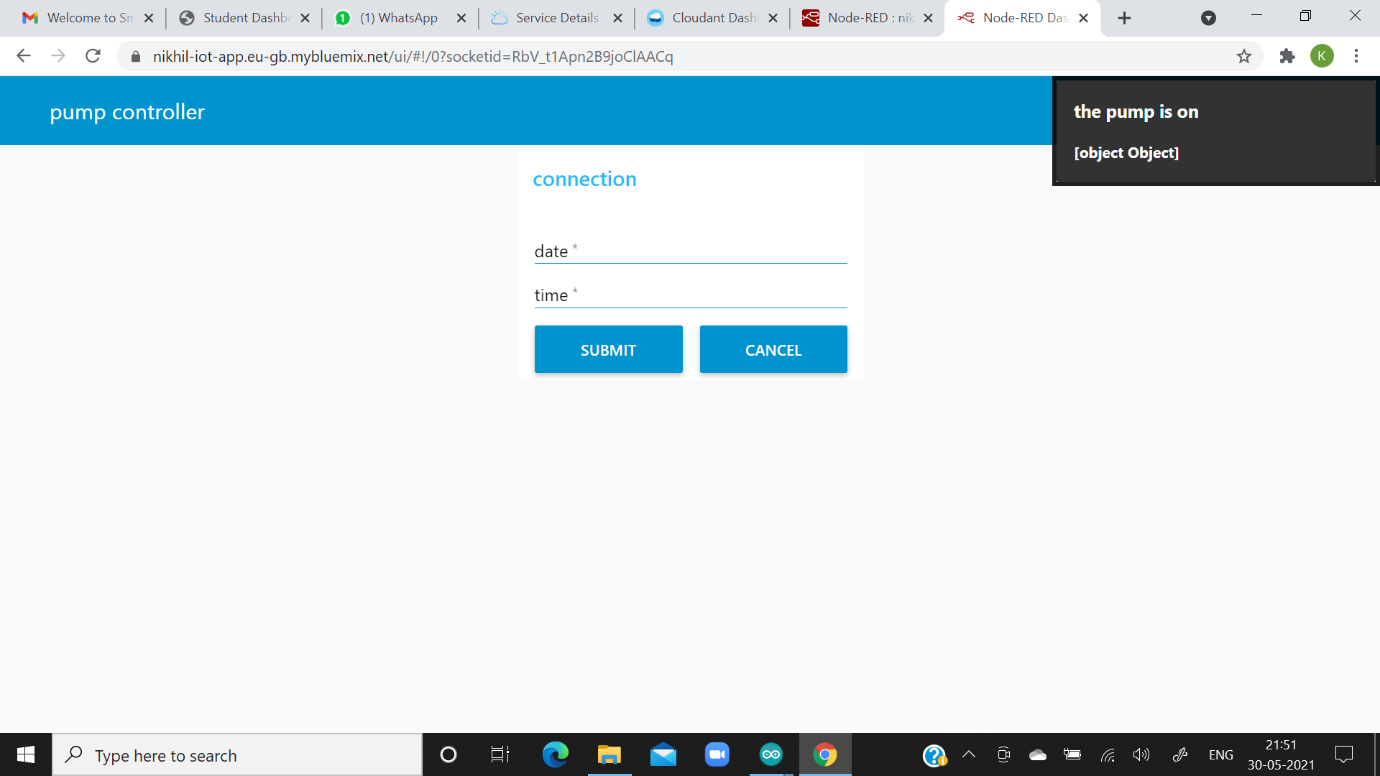 Welcome to Sm
Student Dashb
(1) WhatsApp
Service Details
Cloudant Dash
Node-RED : nik
Node-RED Das
nikhil-iot-app.eu-gb.mybluemix.net/ui/#!/0?socketid=RbV_t1Apn2B9joClAACq
K
pump controller
the pump is on
[object Object]
connection
date *
time *
SUBMIT
CANCEL
Type here to search
ENG
21:51
30-05-2021